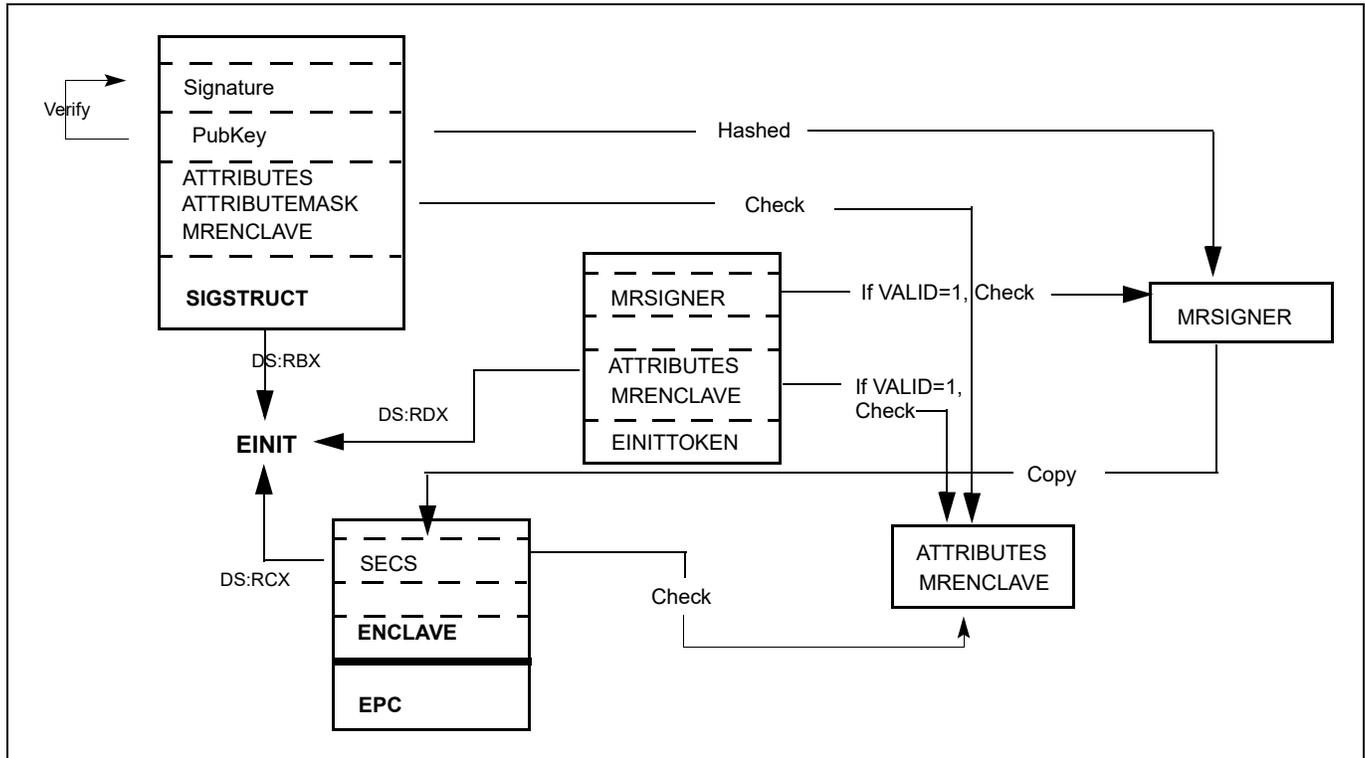 Signature
Verify
PubKey
Hashed
ATTRIBUTES
ATTRIBUTEMASK
MRENCLAVE
Check
SIGSTRUCT
MRSIGNER
If VALID=1, Check
MRSIGNER
DS:RBX
ATTRIBUTES
MRENCLAVE
If VALID=1,
Check
DS:RDX
EINIT
EINITTOKEN
Copy
SECS
DS:RCX
Check
ATTRIBUTES
MRENCLAVE
ENCLAVE
EPC